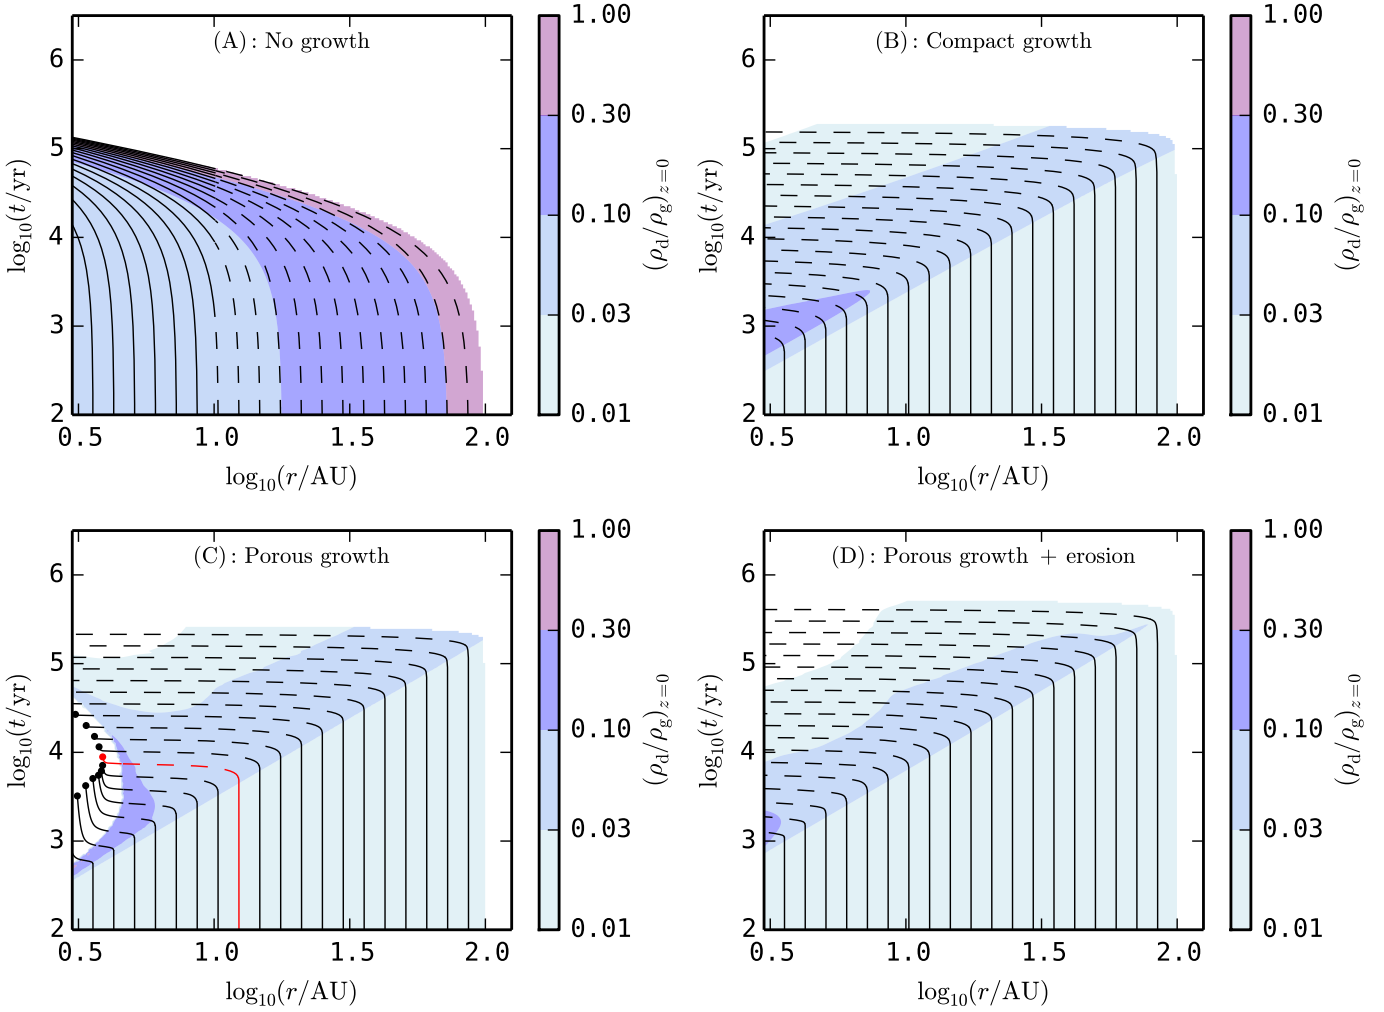 (A) : No growth
6
5
4
3
2
0.5 1.0 1.5 2.0
log₁₀(r/AU)
log₁₀(t/yr)
1.00
0.30
0.10
0.03
0.01
(ρd/ρg)z=0
(B) : Compact growth
6
5
4
3
2
0.5 1.0 1.5 2.0
log₁₀(r/AU)
log₁₀(t/yr)
1.00
0.30
0.10
0.03
0.01
(ρd/ρg)z=0
(C) : Porous growth
6
5
4
3
2
0.5 1.0 1.5 2.0
log₁₀(r/AU)
log₁₀(t/yr)
1.00
0.30
0.10
0.03
0.01
(ρd/ρg)z=0
(D) : Porous growth + erosion
6
5
4
3
2
0.5 1.0 1.5 2.0
log₁₀(r/AU)
log₁₀(t/yr)
1.00
0.30
0.10
0.03
0.01
(ρd/ρg)z=0